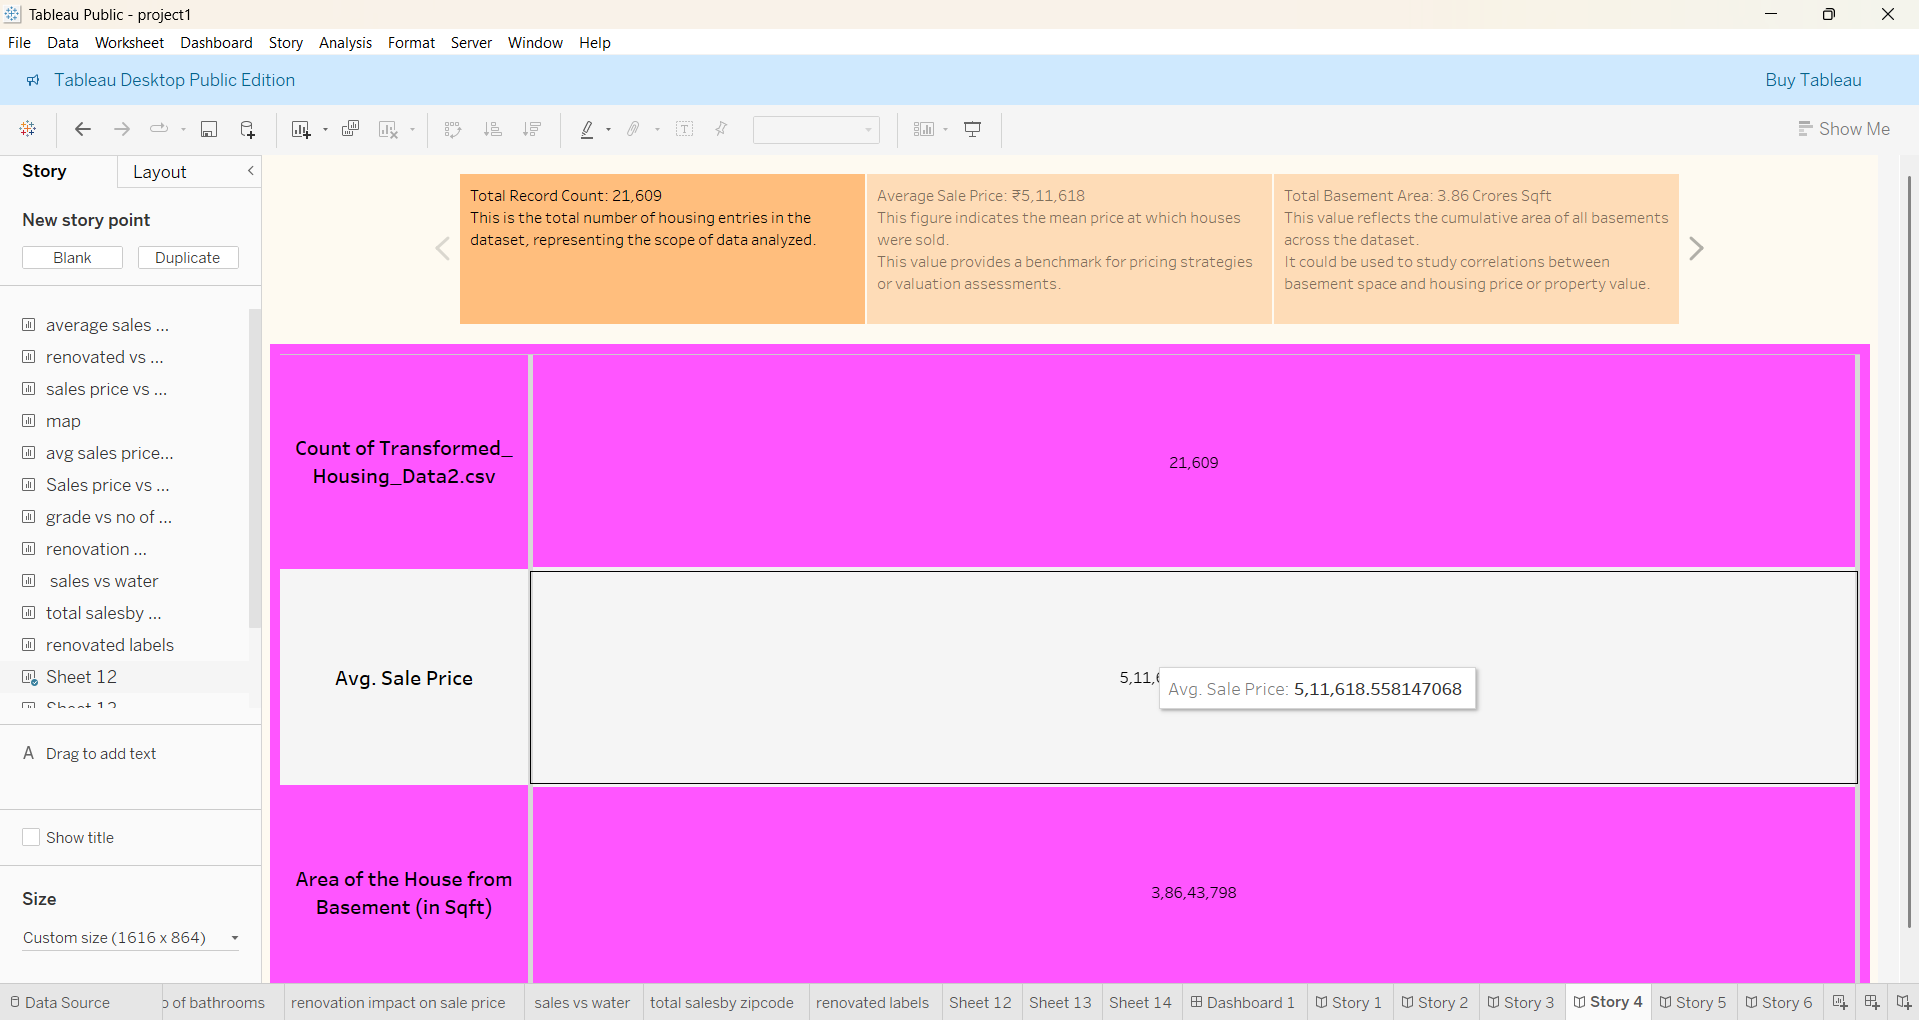 Tableau Public - project1
File Data Worksheet Dashboard Story Analysis Format Server Window Help
Tableau Desktop Public Edition
Buy Tableau
Show Me
Story
Layout
New story point
Blank
Duplicate
average sales ...
renovated vs ...
sales price vs ...
map
avg sales price...
Sales price vs ...
grade vs no of ...
renovation ...
sales vs water
total salesby ...
renovated labels
Sheet 12
Drag to add text
Show title
Size
Custom size (1616 x 864)
Total Record Count: 21,609
This is the total number of housing entries in the
dataset, representing the scope of data analyzed.
Average Sale Price: ₹5,11,618
This figure indicates the mean price at which houses
were sold.
This value provides a benchmark for pricing strategies
or valuation assessments.
Total Basement Area: 3.86 Crores Sqft
This value reflects the cumulative area of all basements
across the dataset.
It could be used to study correlations between
basement space and housing price or property value.
Count of Transformed_
Housing_Data2.csv
21,609
Avg. Sale Price
5,11,6
Avg. Sale Price: 5,11,618.558147068
Area of the House from
Basement (in Sqft)
3,86,43,798
Data Source
of bathrooms
renovation impact on sale price
sales vs water
total salesby zipcode
renovated labels
Sheet 12
Sheet 13
Sheet 14
Dashboard 1
Story 1
Story 2
Story 3
Story 4
Story 5
Story 6